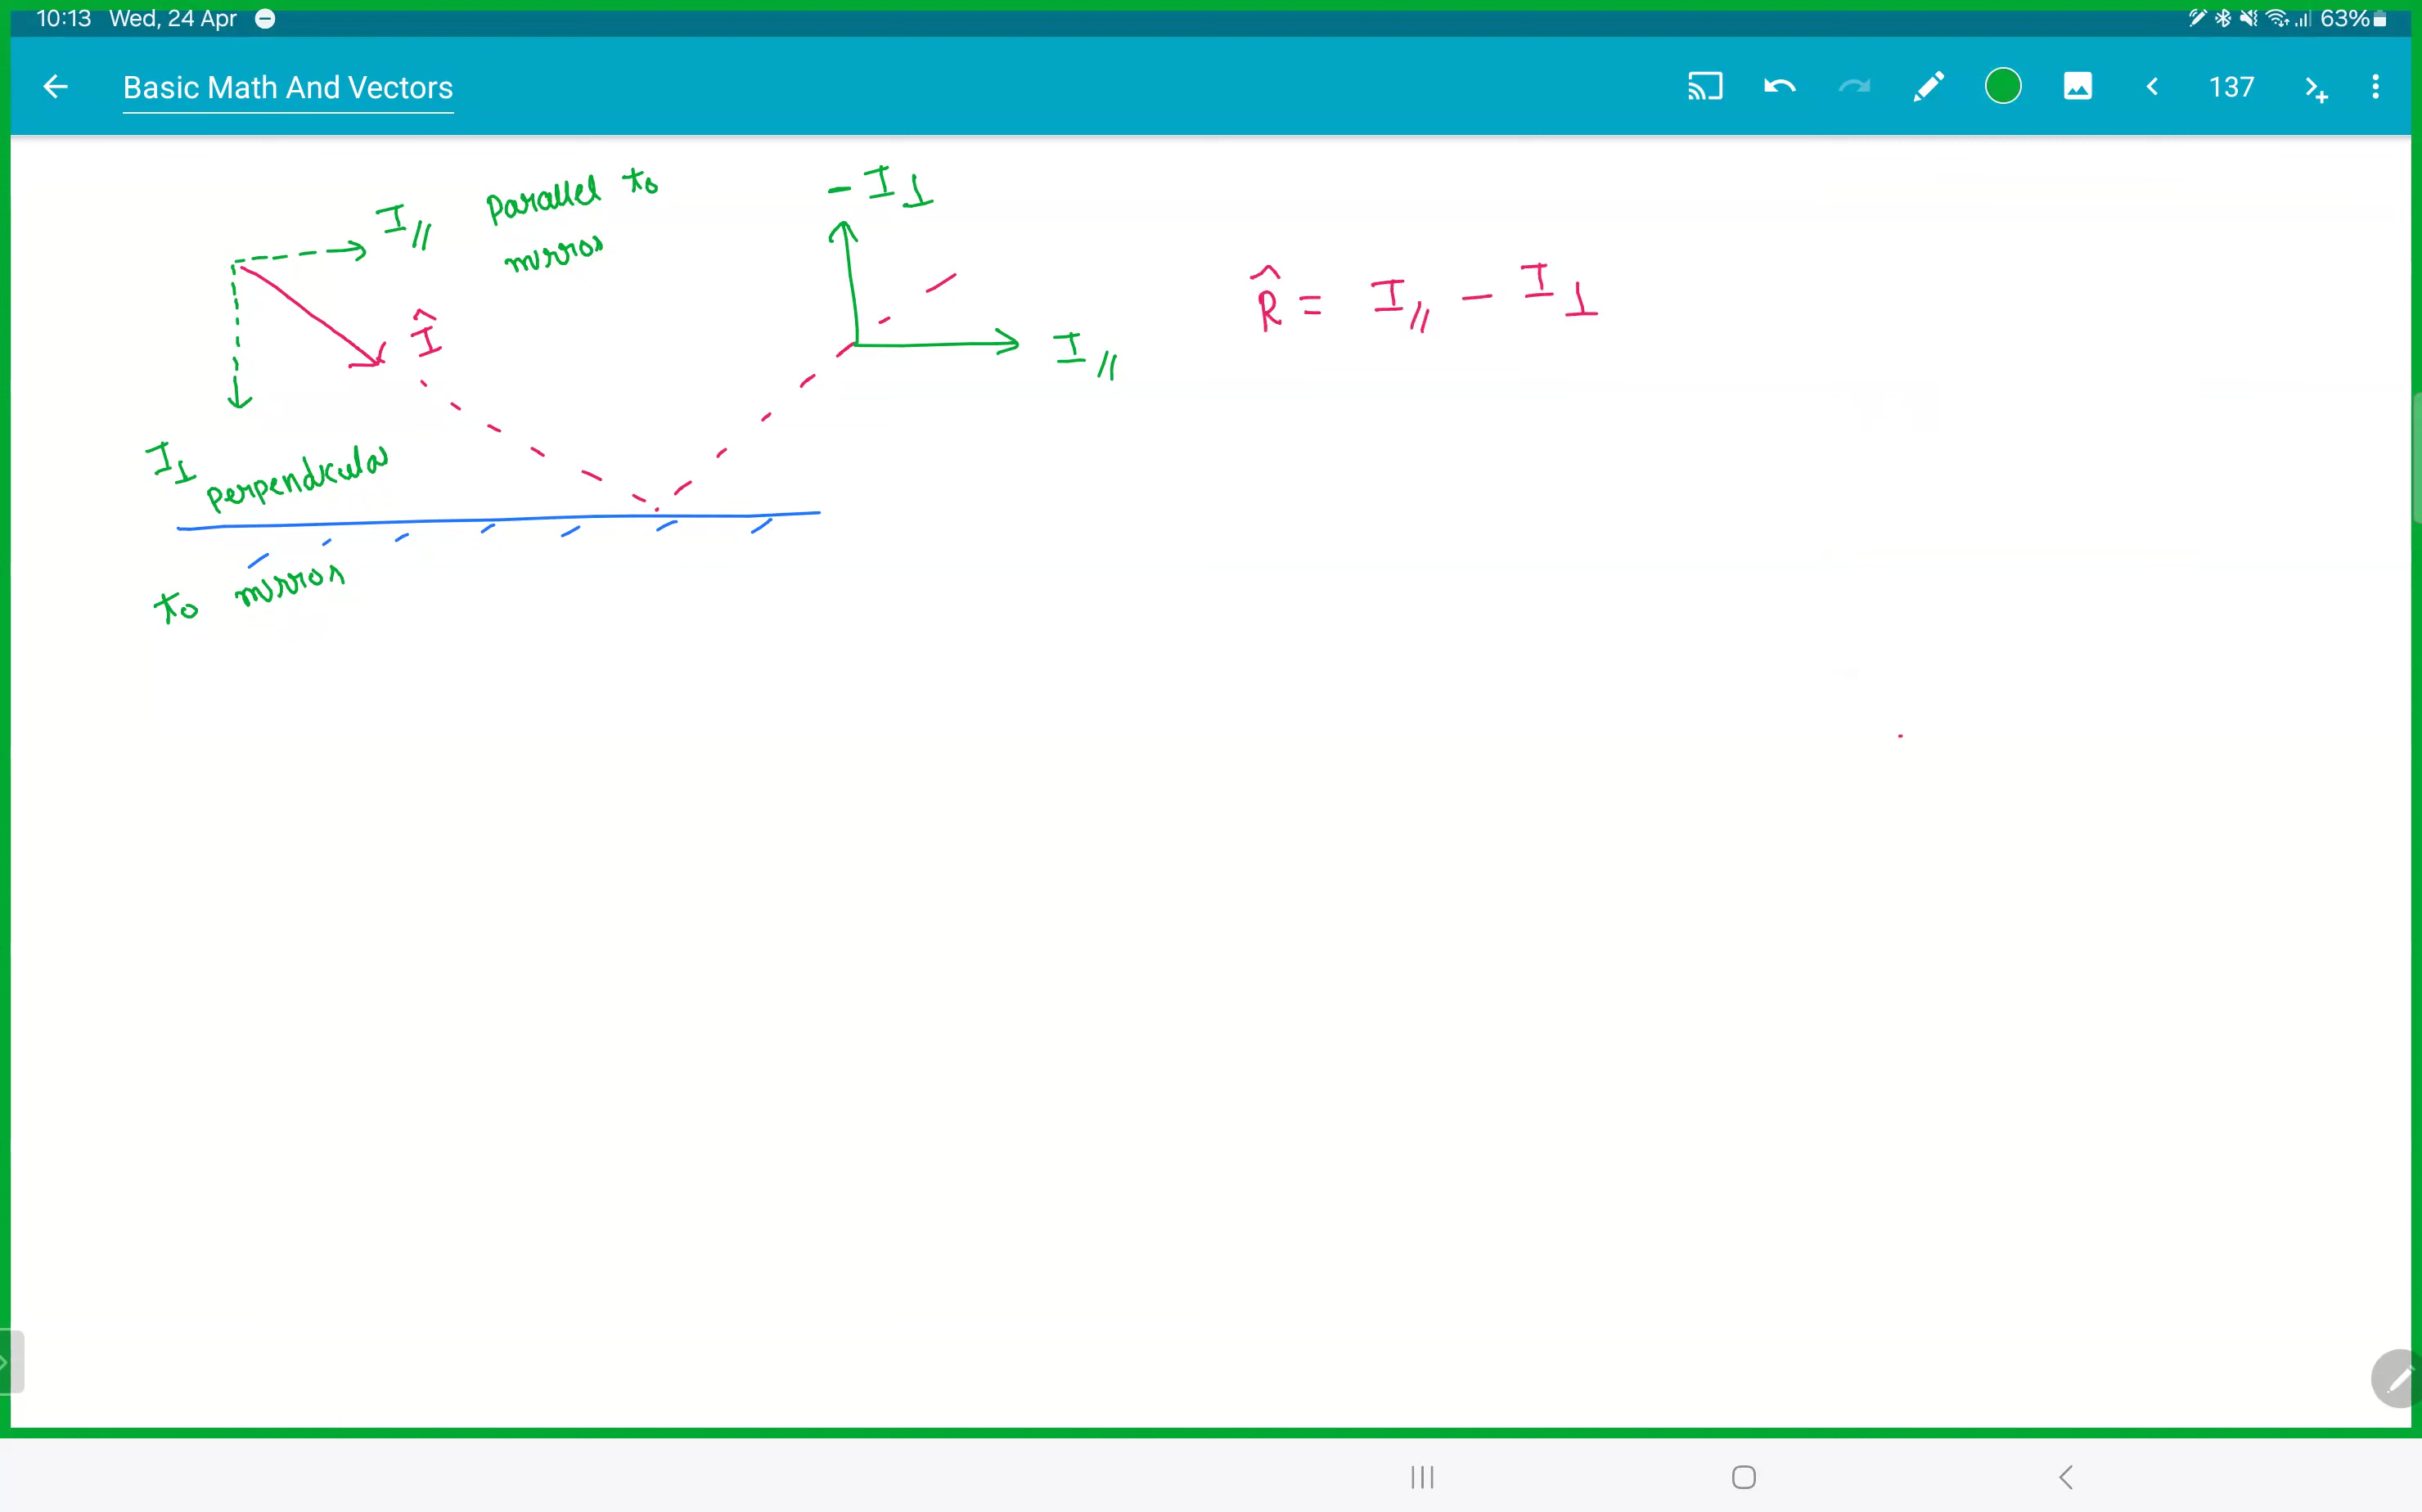 10:13 Wed, 24 Apr 63%
Basic Math And Vectors 137
I∥ parallel to
mirror
Î
I⊥ perpendicular
to mirror
- I⊥
I∥
R̂ = I∥ - I⊥